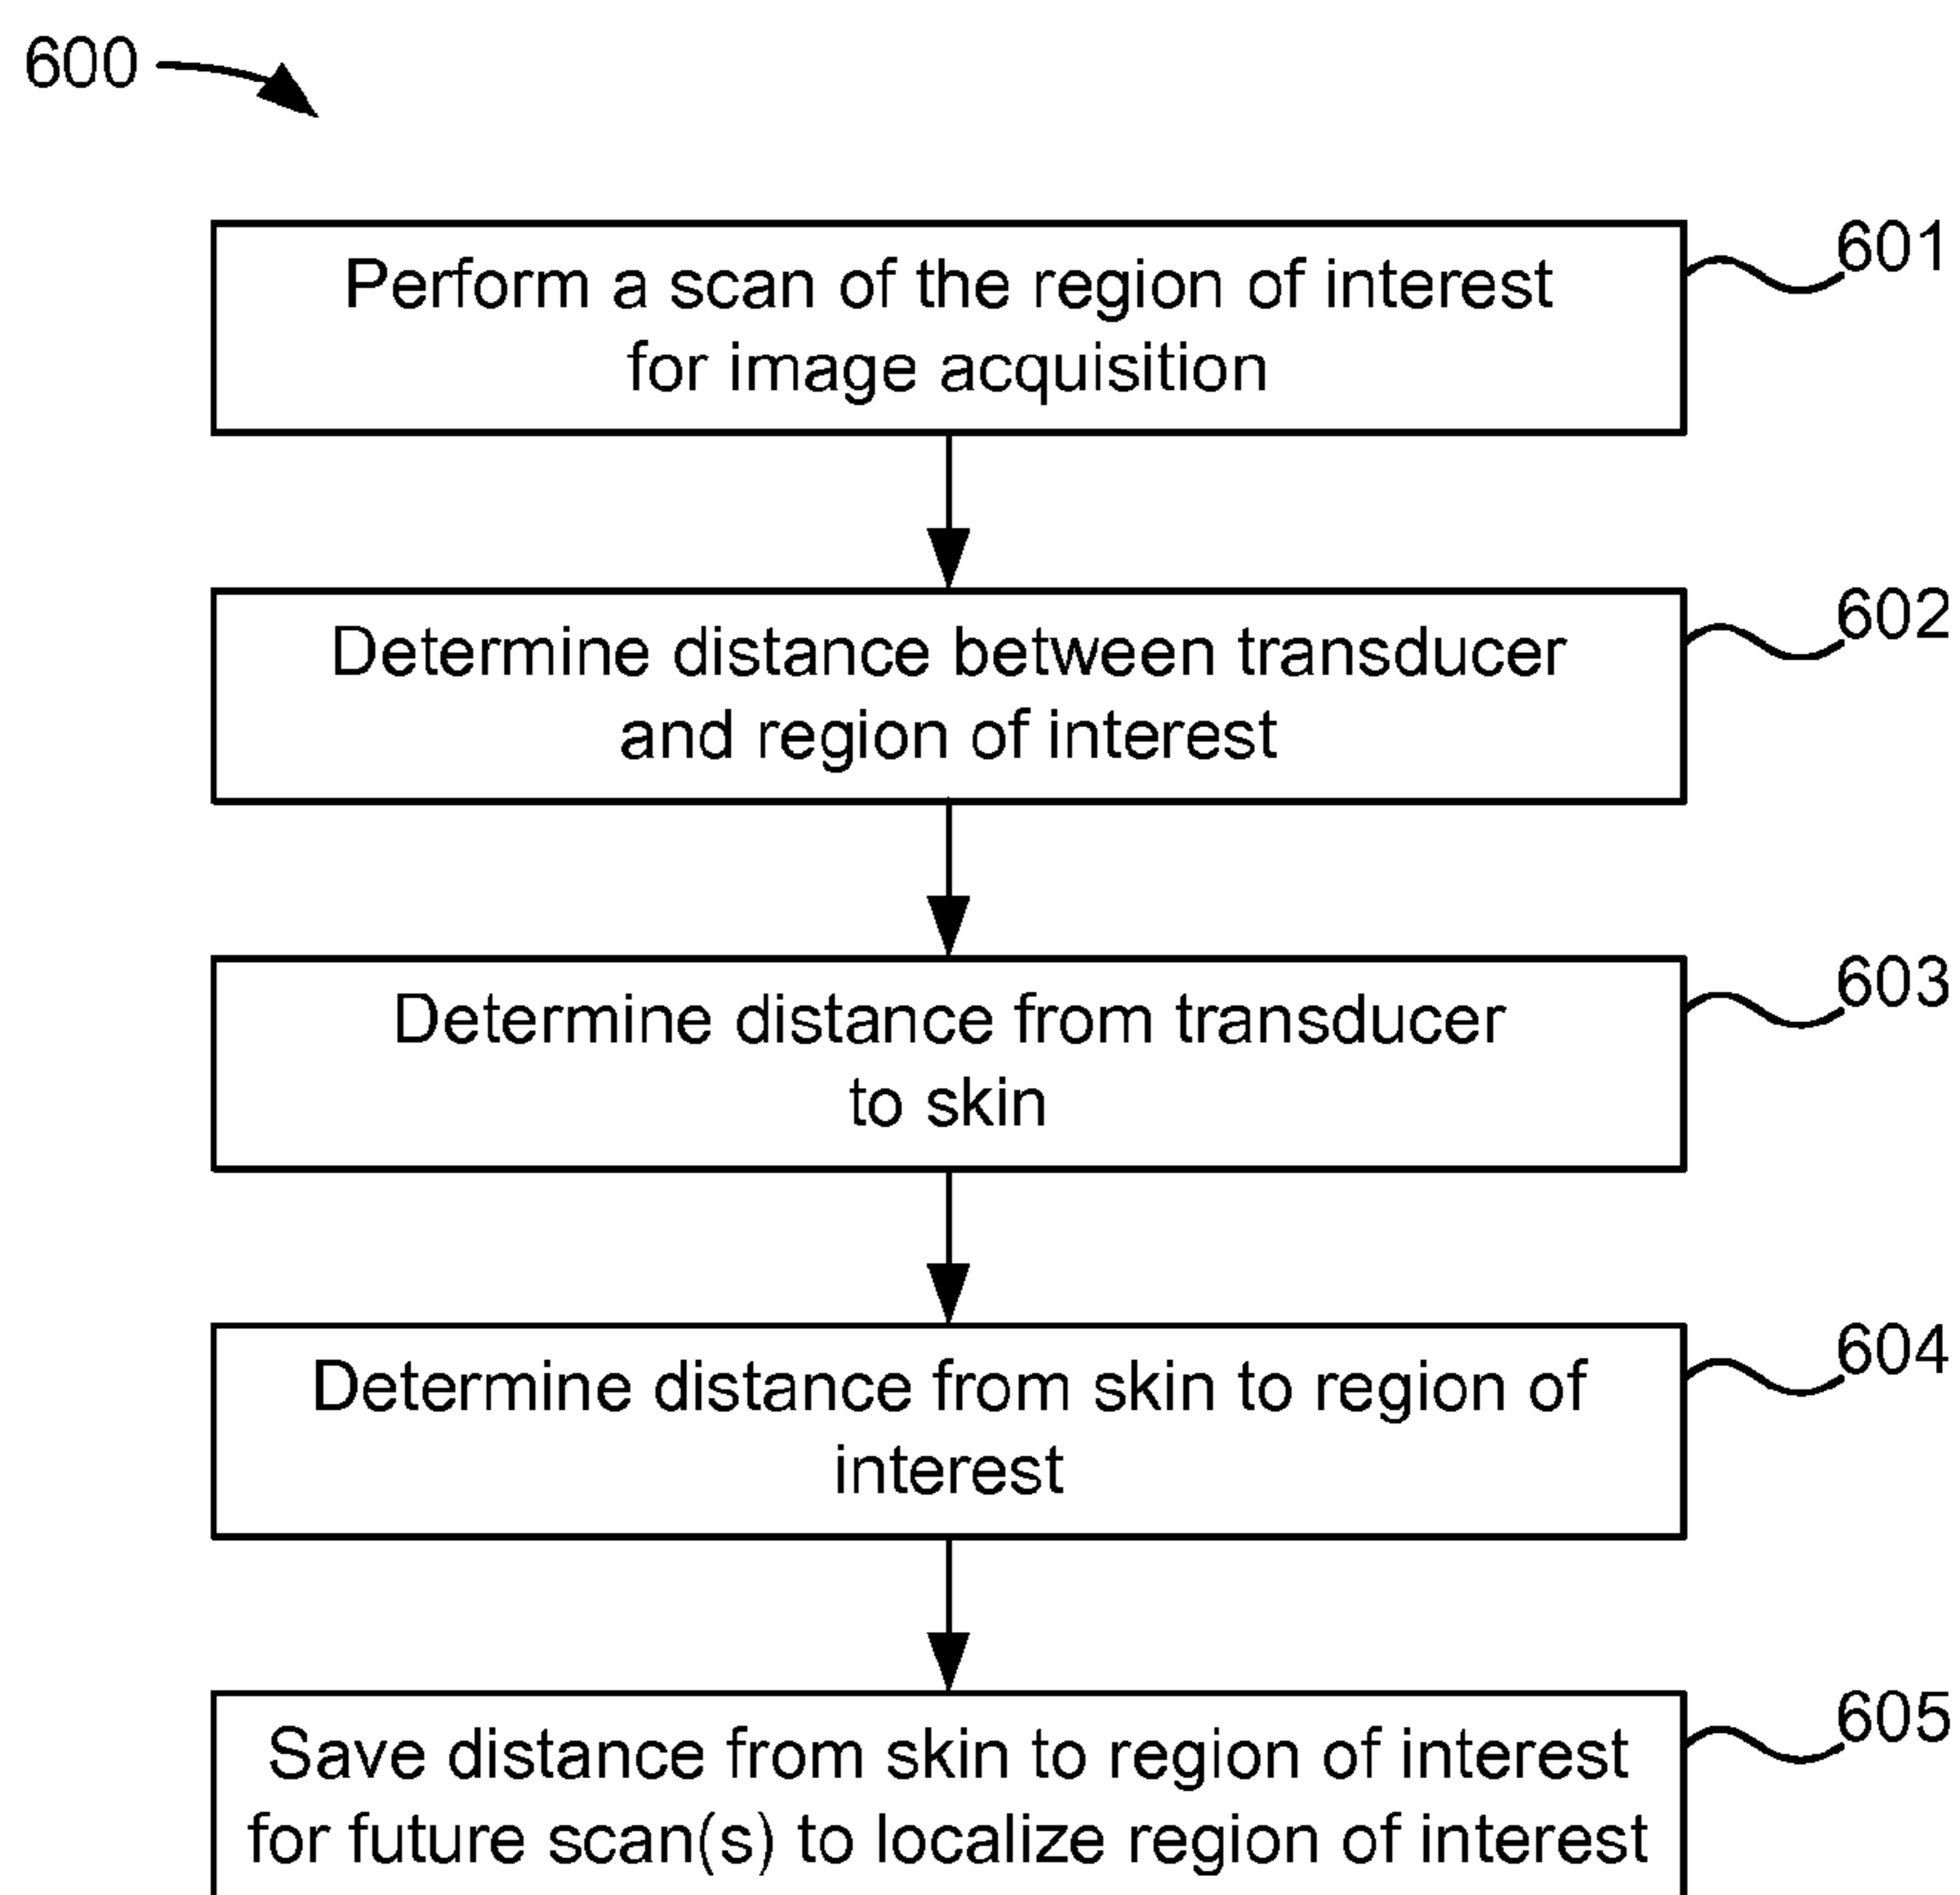 600
Perform a scan of the region of interest
for image acquisition
601
Determine distance between transducer
and region of interest
602
Determine distance from transducer
to skin
603
Determine distance from skin to region of
interest
604
Save distance from skin to region of interest
for future scan(s) to localize region of interest
605